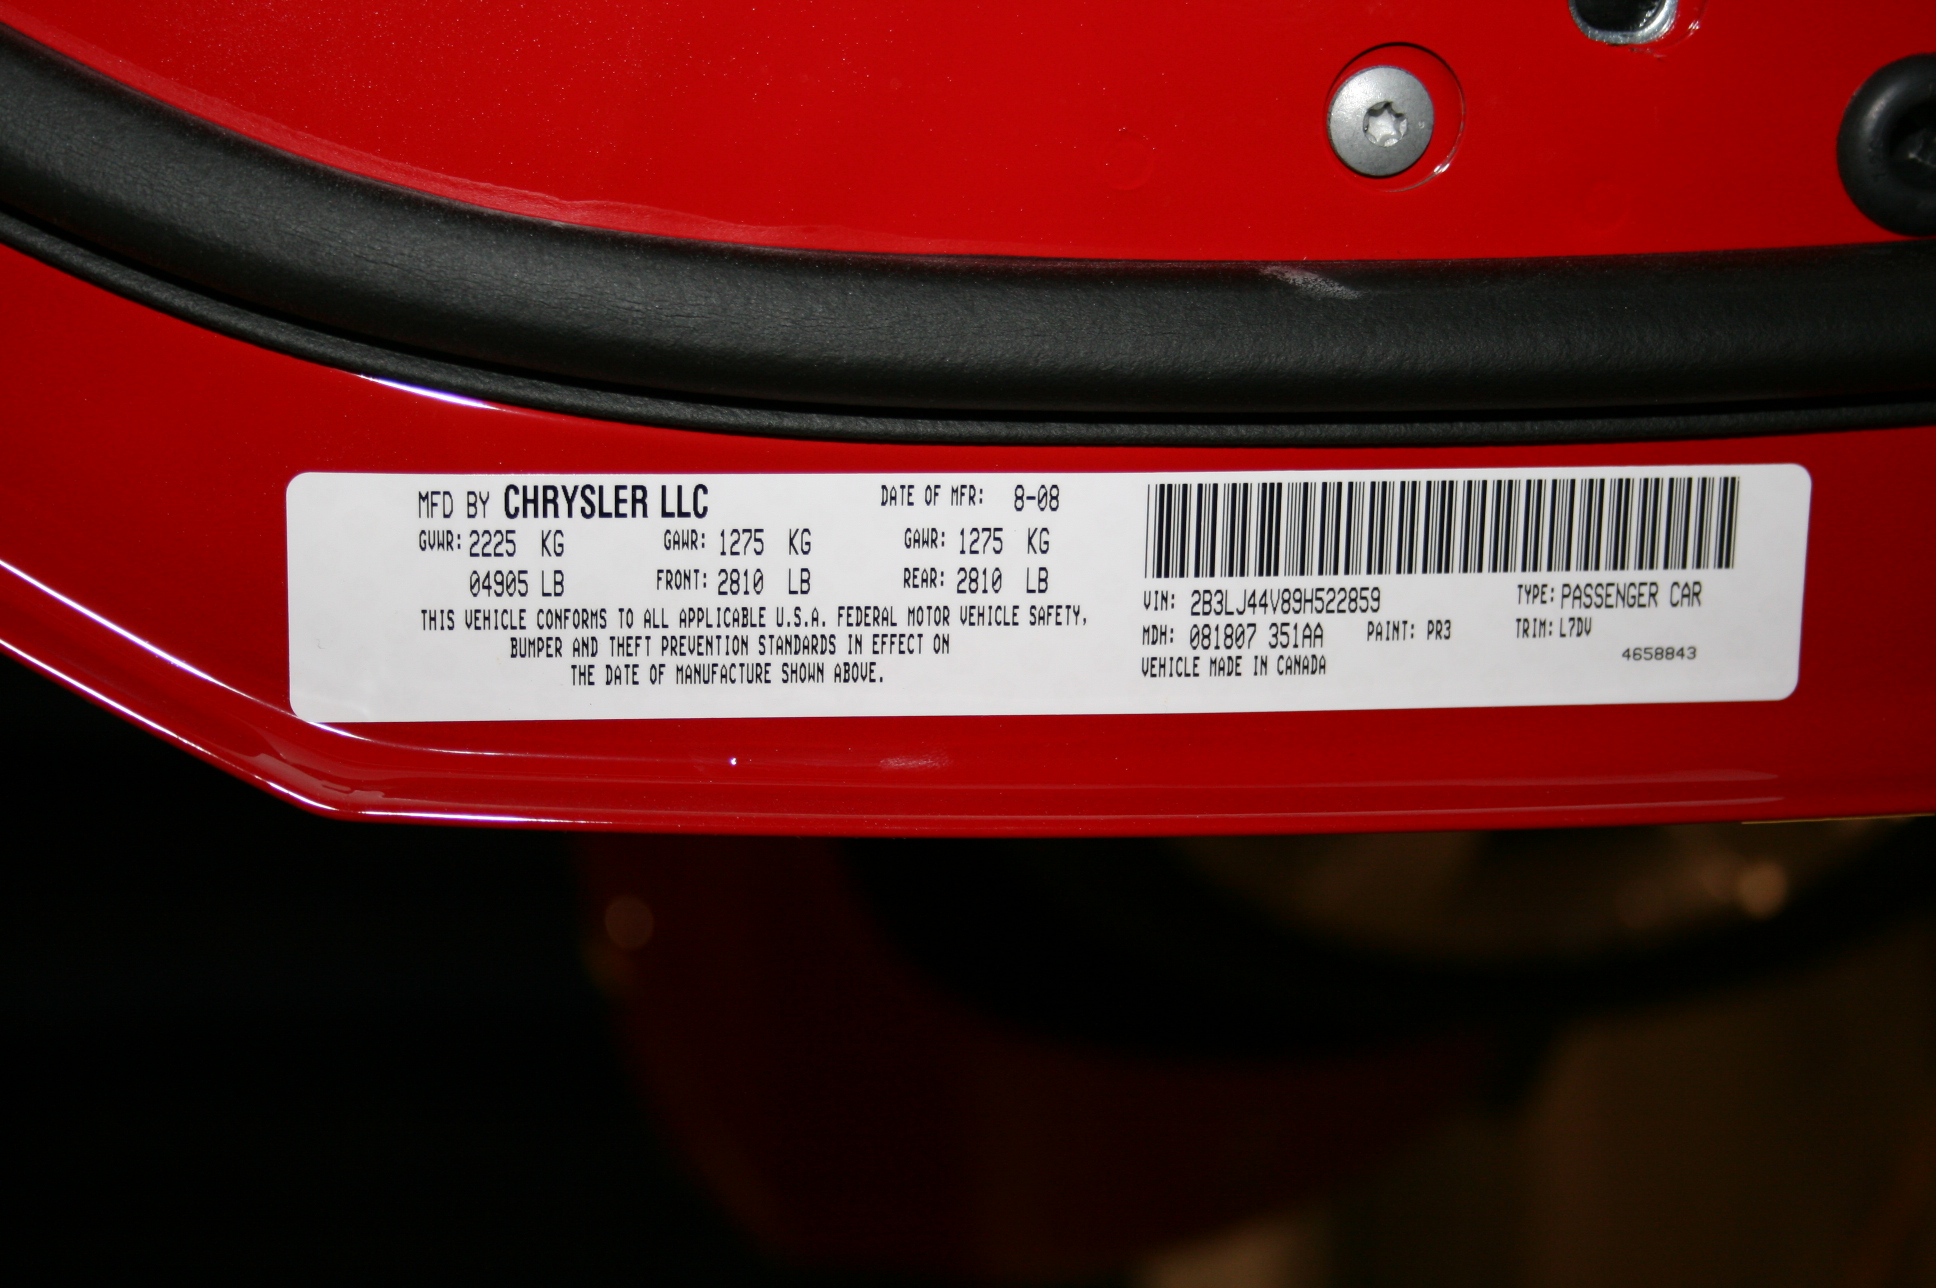 MFD BY CHRYSLER LLC DATE OF MFR: 8-08
GVWR: 2225 KG GAWR: 1275 KG GAWR: 1275 KG
04905 LB FRONT: 2810 LB REAR: 2810 LB
THIS VEHICLE CONFORMS TO ALL APPLICABLE U.S.A. FEDERAL MOTOR VEHICLE SAFETY,
BUMPER AND THEFT PREVENTION STANDARDS IN EFFECT ON
THE DATE OF MANUFACTURE SHOWN ABOVE.
VIN: 2B3LJ44V89H522859 TYPE: PASSENGER CAR
MDH: 081807 351AA PAINT: PR3 TRIM: L7DV
VEHICLE MADE IN CANADA 4658843